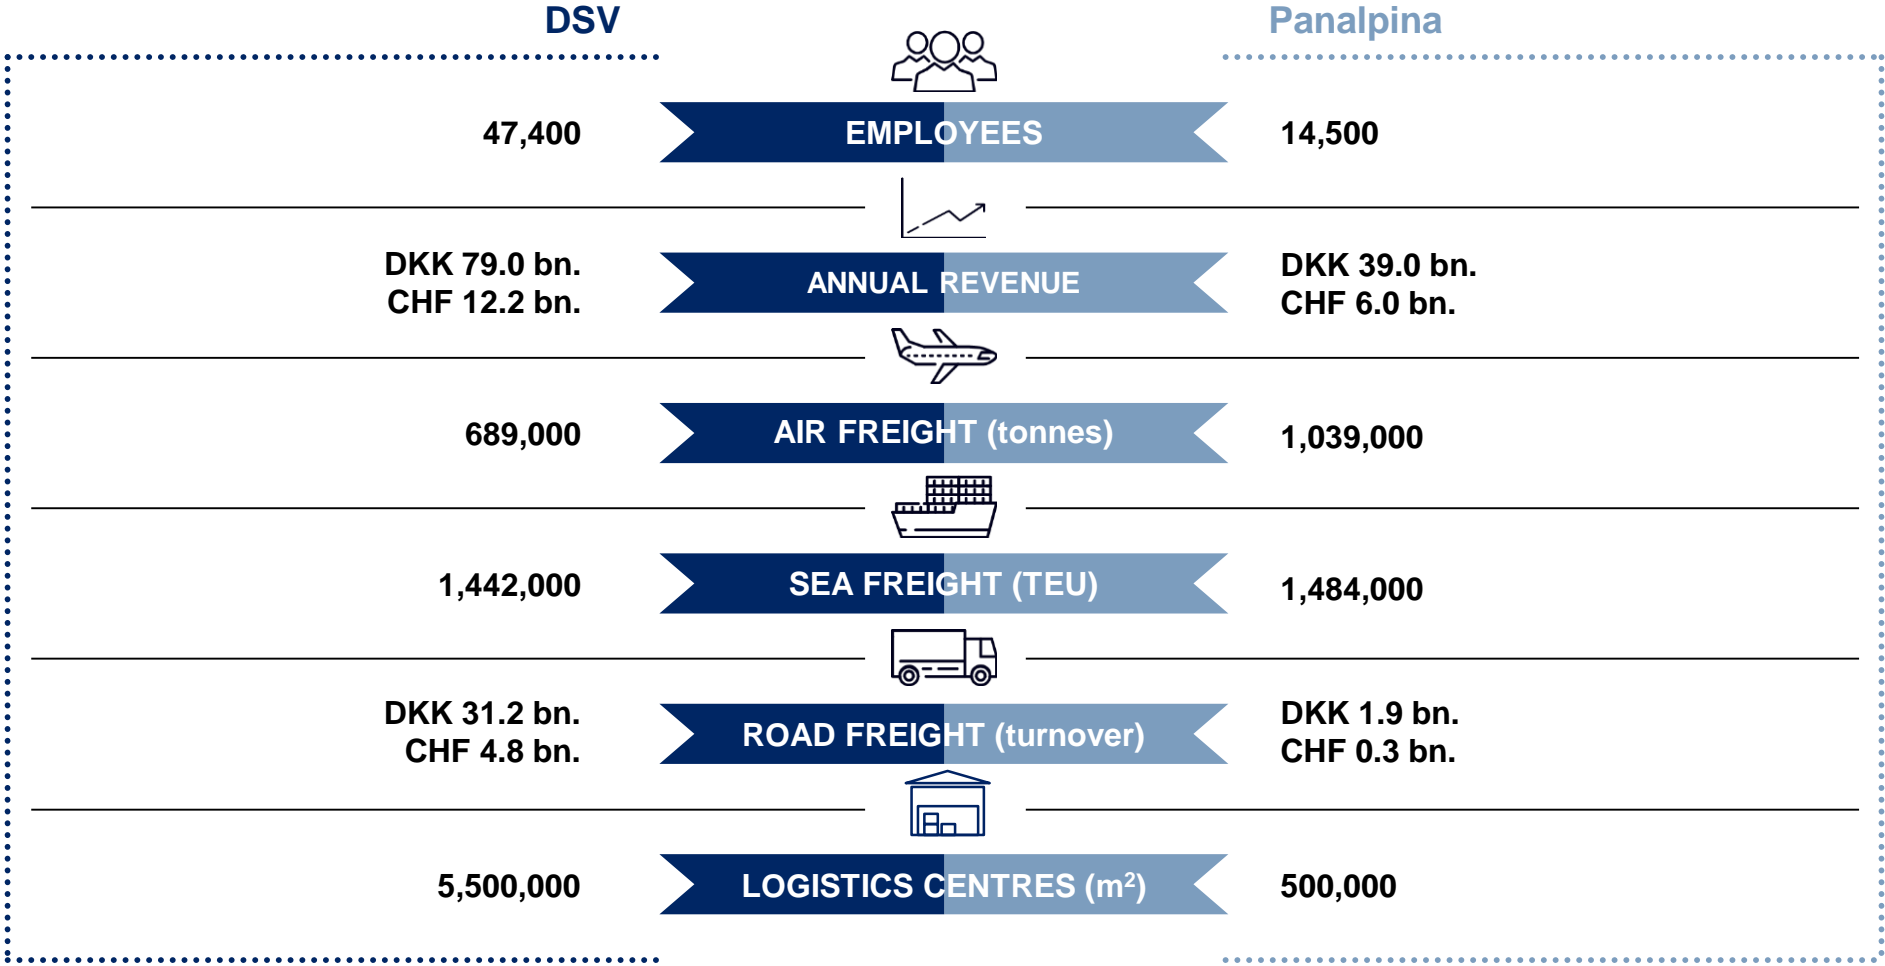 DSV
Panalpina
47,400
EMPLOYEES
14,500
DKK 79.0 bn.
CHF 12.2 bn.
ANNUAL REVENUE
DKK 39.0 bn.
CHF 6.0 bn.
689,000
AIR FREIGHT (tonnes)
1,039,000
1,442,000
SEA FREIGHT (TEU)
1,484,000
DKK 31.2 bn.
CHF 4.8 bn.
ROAD FREIGHT (turnover)
DKK 1.9 bn.
CHF 0.3 bn.
5,500,000
LOGISTICS CENTRES (m²)
500,000